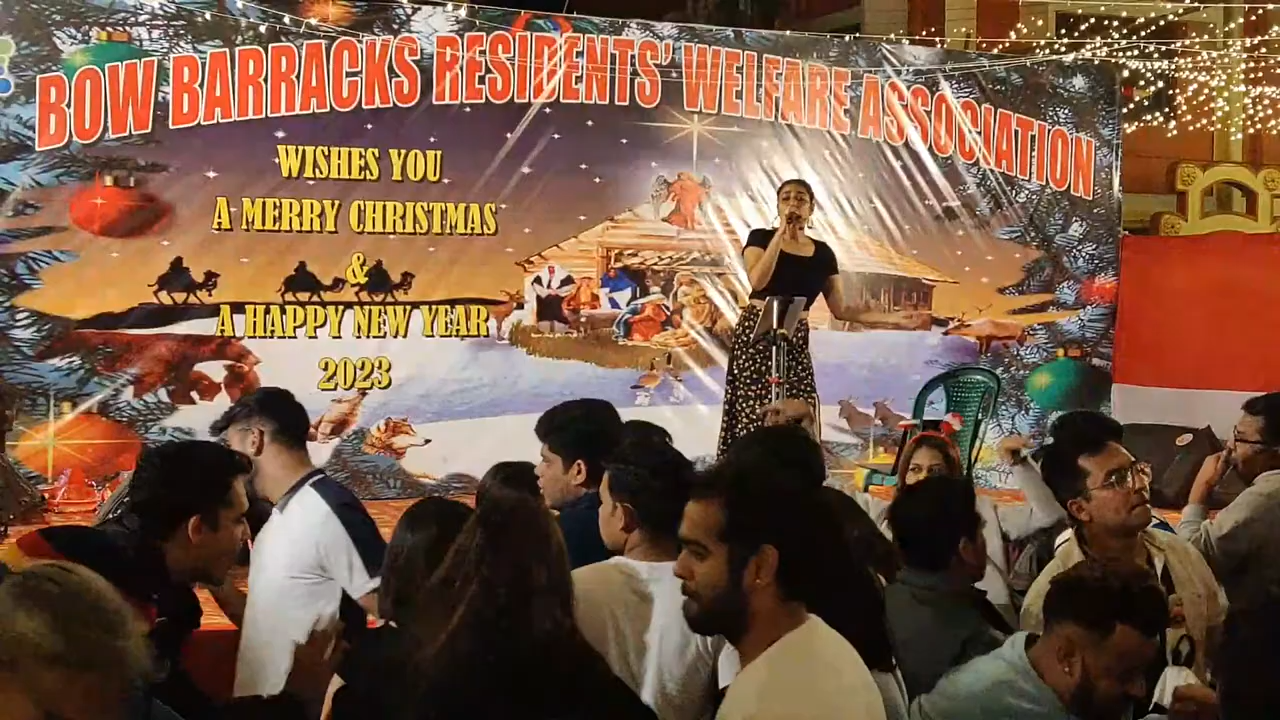 BOW BARRACKS RESIDENTS' WELFARE ASSOCIATION
WISHES YOU
A MERRY CHRISTMAS
&
A HAPPY NEW YEAR
2023